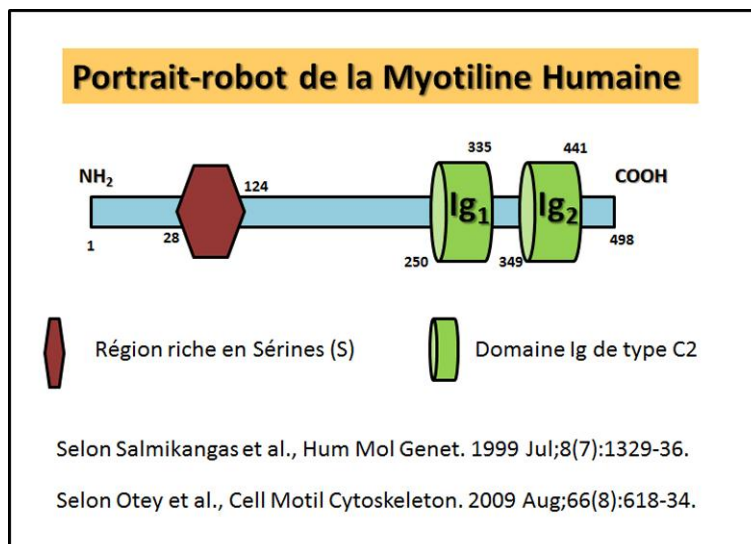 Portrait-robot de la Myotiline Humaine
335 441
NH₂ 124 COOH
Ig₁ Ig₂
1 28 250 349 498
Région riche en Sérines (S) Domaine Ig de type C2
Selon Salmikangas et al., Hum Mol Genet. 1999 Jul;8(7):1329-36.
Selon Otey et al., Cell Motil Cytoskeleton. 2009 Aug;66(8):618-34.